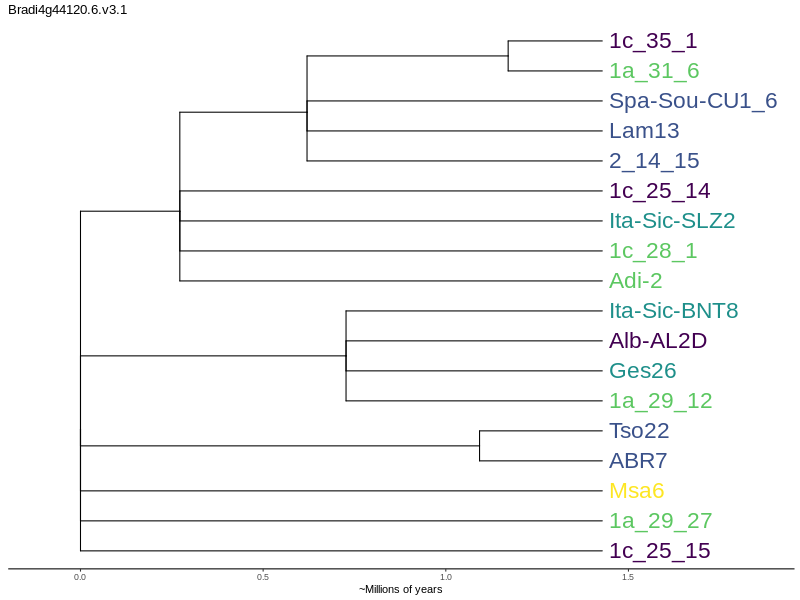 Bradi4g44120.6.v3.1
1c_35_1
1a_31_6
Spa-Sou-CU1_6
Lam13
2_14_15
1c_25_14
Ita-Sic-SLZ2
1c_28_1
Adi-2
Ita-Sic-BNT8
Alb-AL2D
Ges26
1a_29_12
Tso22
ABR7
Msa6
1a_29_27
1c_25_15
0.0 0.5 1.0 1.5
~Millions of years